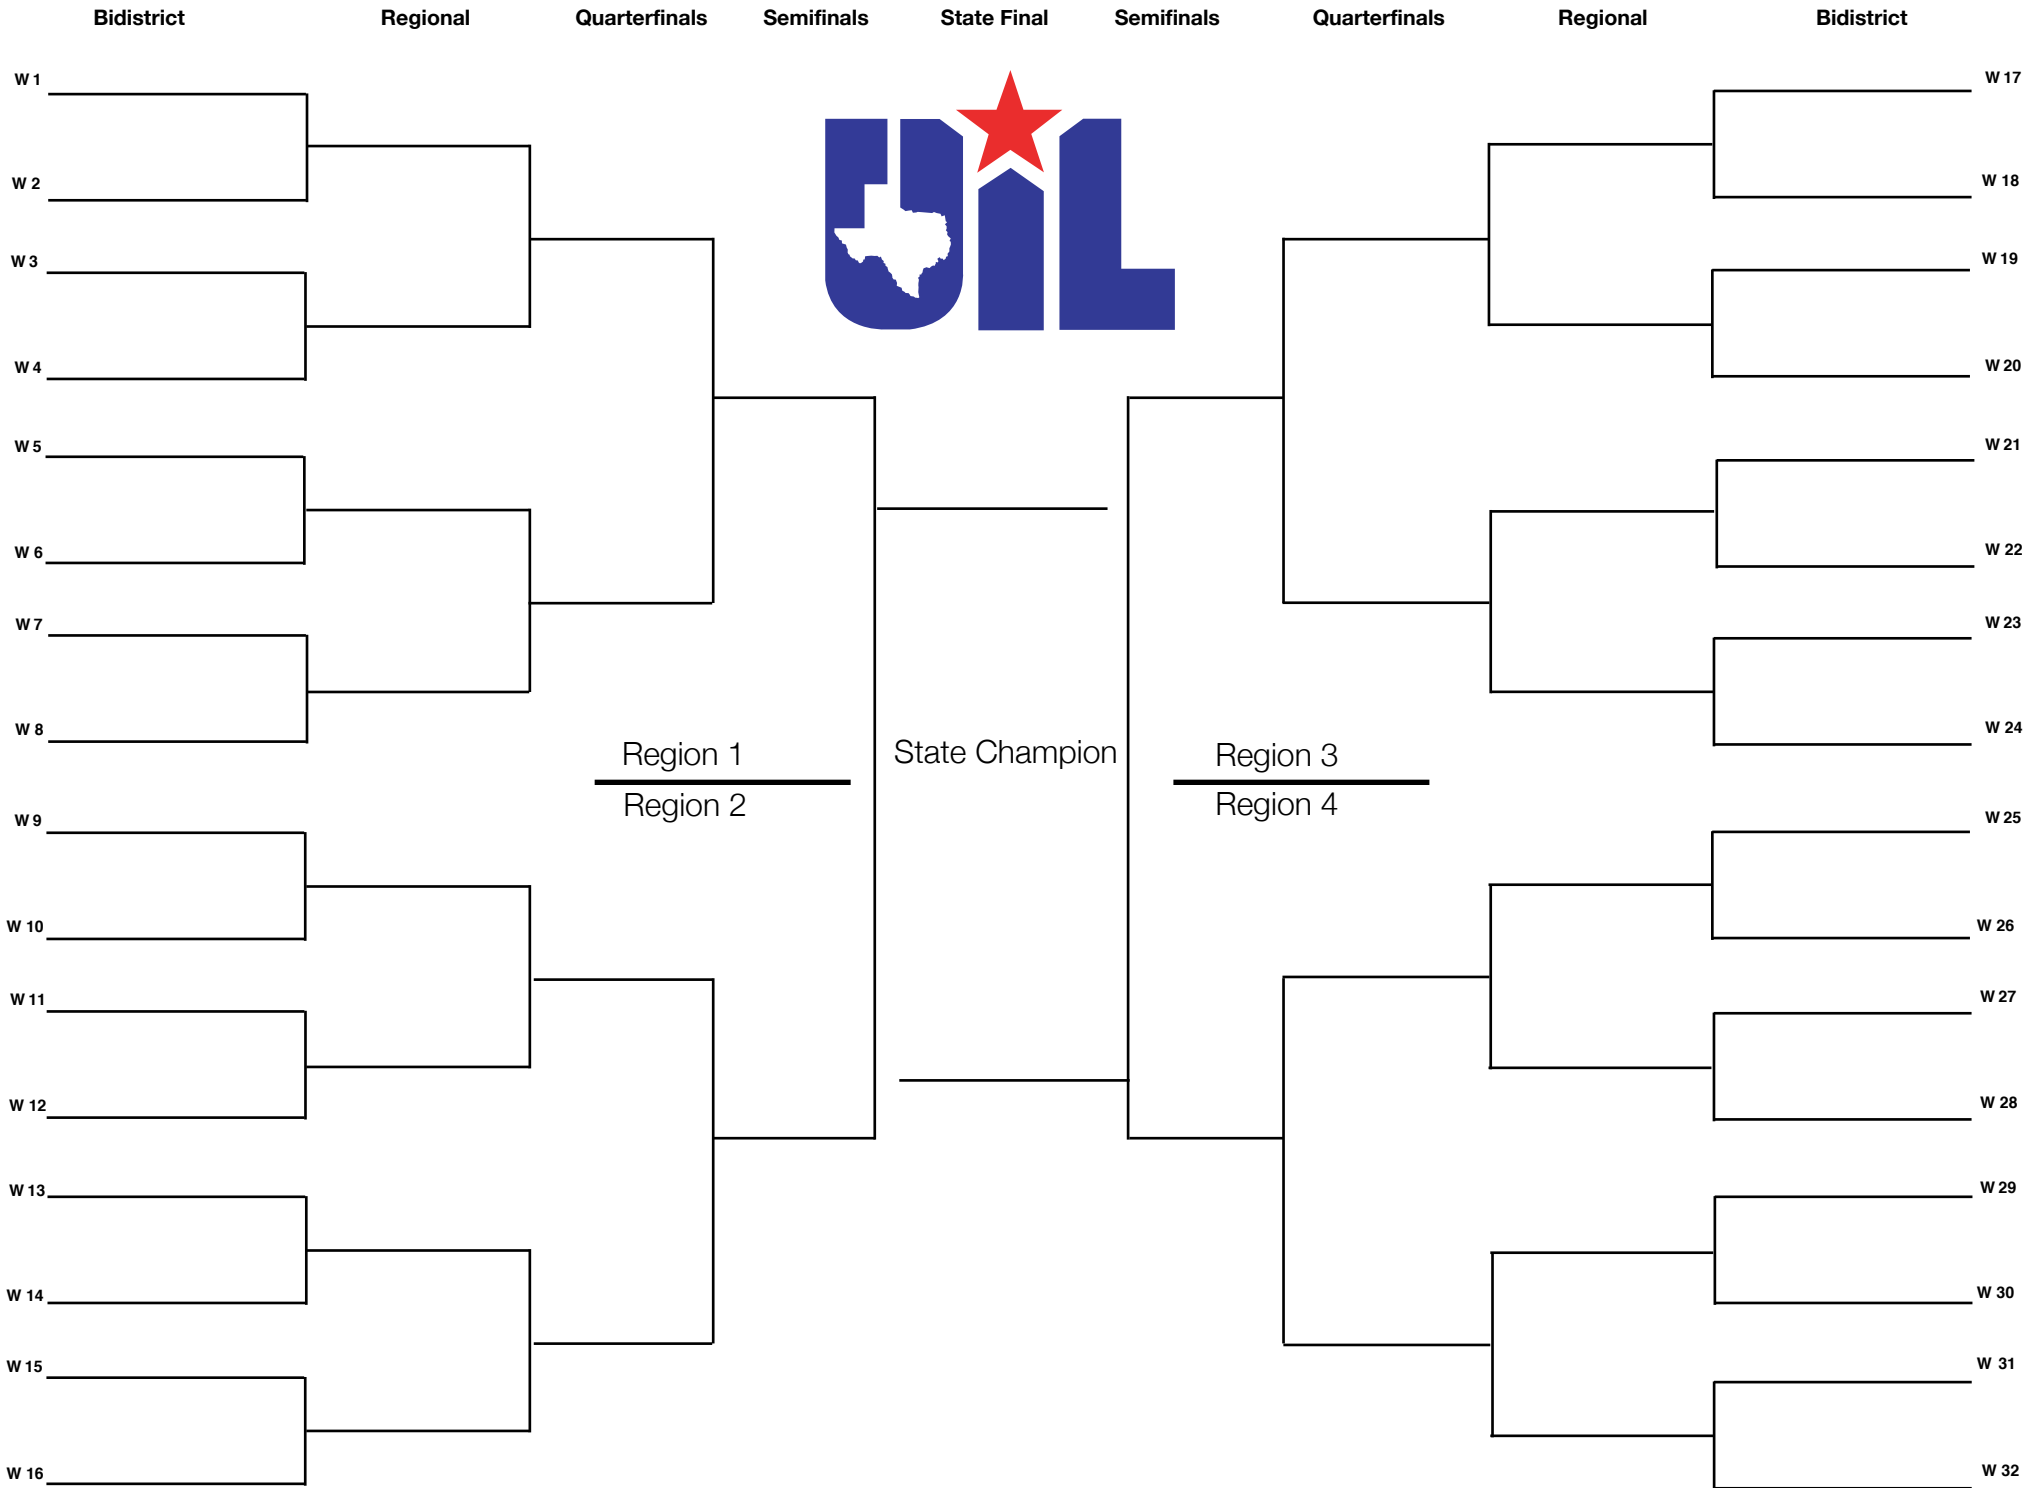 Bidistrict Regional Quarterfinals Semifinals State Final Semifinals Quarterfinals Regional Bidistrict
W 1
W 2
W 3
W 4
W 5
W 6
W 7
W 8
W 9
W 10
W 11
W 12
W 13
W 14
W 15
W 16
UIL
Region 1
Region 2
State Champion
Region 3
Region 4
W 17
W 18
W 19
W 20
W 21
W 22
W 23
W 24
W 25
W 26
W 27
W 28
W 29
W 30
W 31
W 32